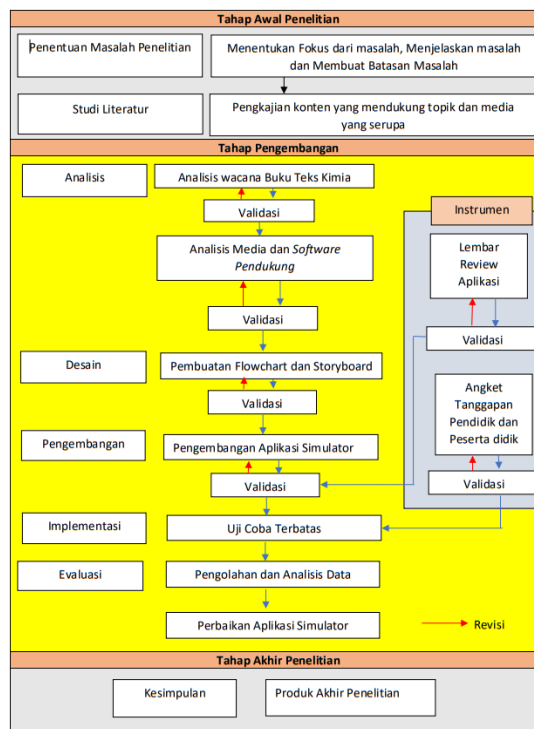 Tahap Awal Penelitian
Penentuan Masalah Penelitian
Menentukan Fokus dari masalah, Menjelaskan masalah
dan Membuat Batasan Masalah
Studi Literatur
Pengkajian konten yang mendukung topik dan media
yang serupa
Tahap Pengembangan
Analisis
Analisis wacana Buku Teks Kimia
Validasi
Analisis Media dan Software
Pendukung
Validasi
Instrumen
Lembar
Review
Aplikasi
Validasi
Desain
Pembuatan Flowchart dan Storyboard
Validasi
Angket
Tanggapan
Pendidik dan
Peserta didik
Validasi
Pengembangan
Pengembangan Aplikasi Simulator
Validasi
Implementasi
Uji Coba Terbatas
Evaluasi
Pengolahan dan Analisis Data
Perbaikan Aplikasi Simulator
Revisi
Tahap Akhir Penelitian
Kesimpulan
Produk Akhir Penelitian